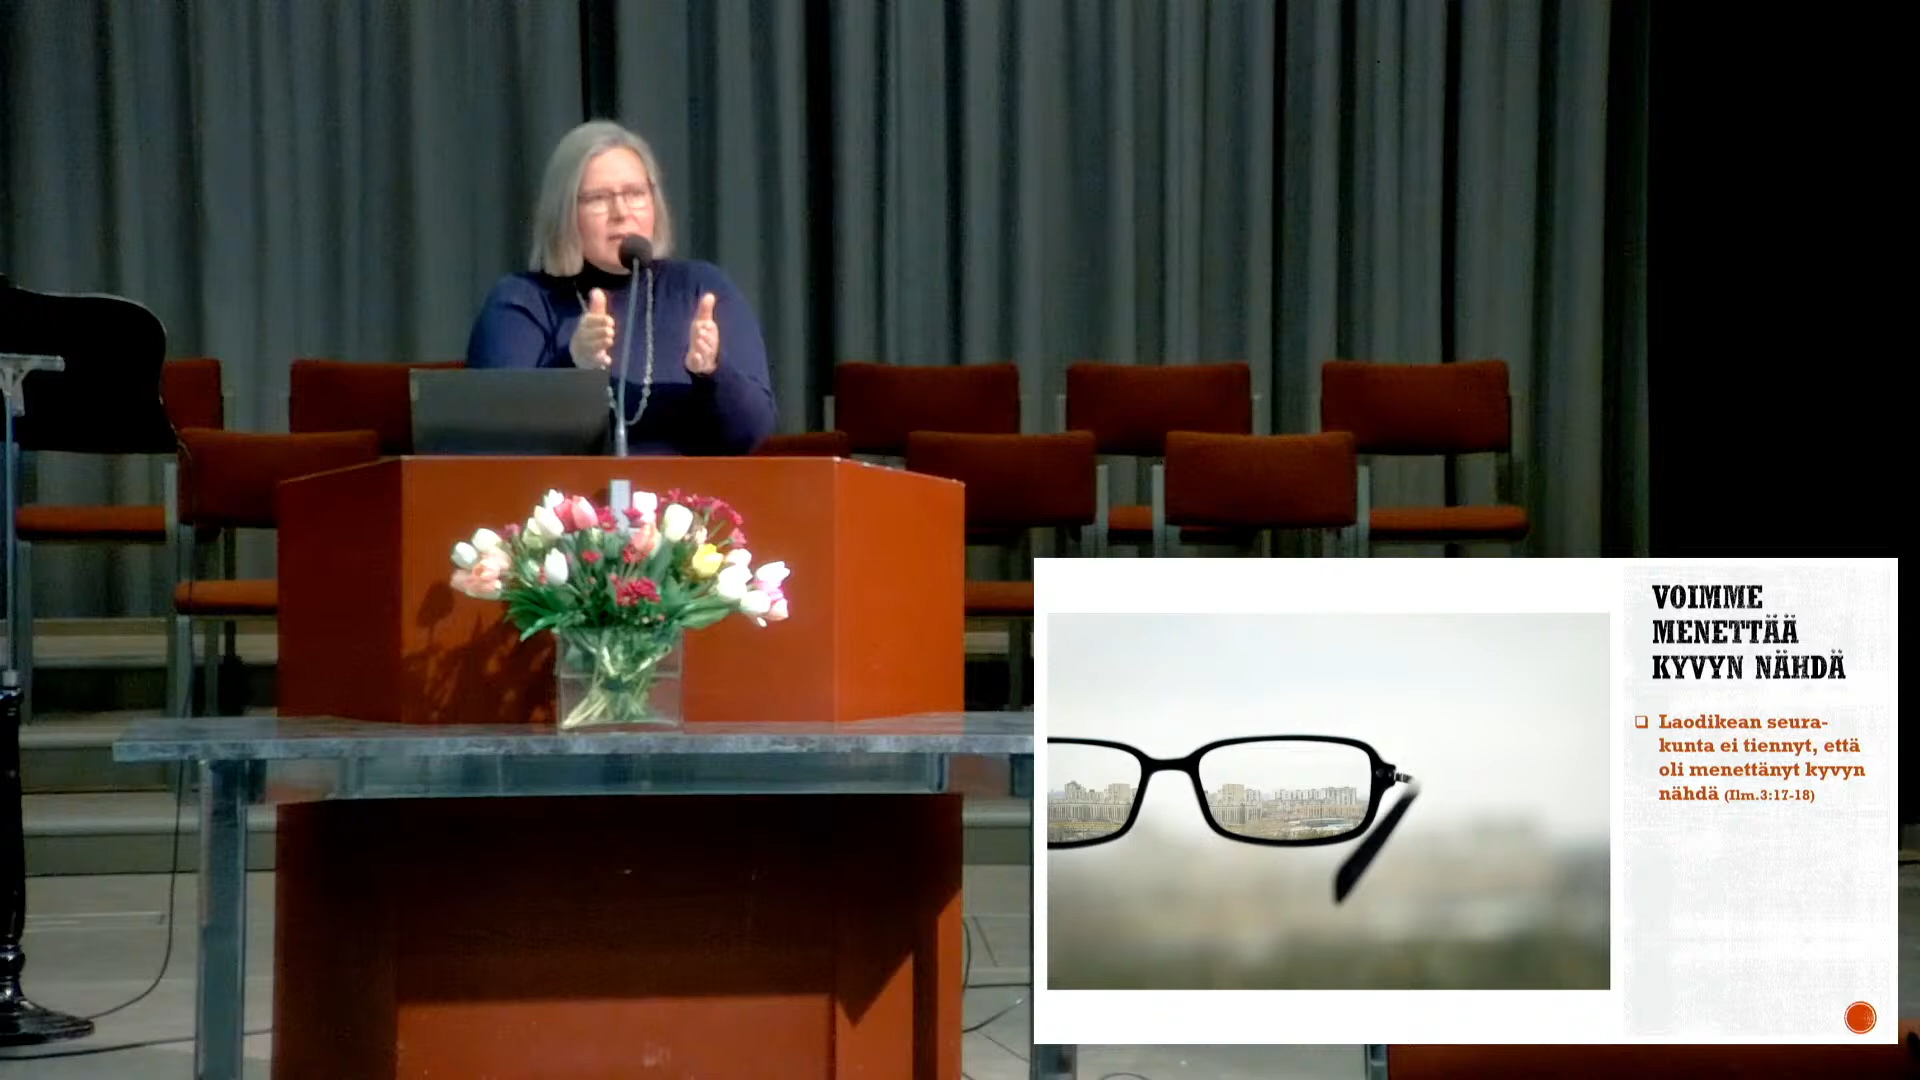 VOIMME
MENETTÄÄ
KYVYN NÄHDÄ
Laodikean seura-
kunta ei tiennyt, että
oli menettänyt kyvyn
nähdä (Ilm.3:17-18)